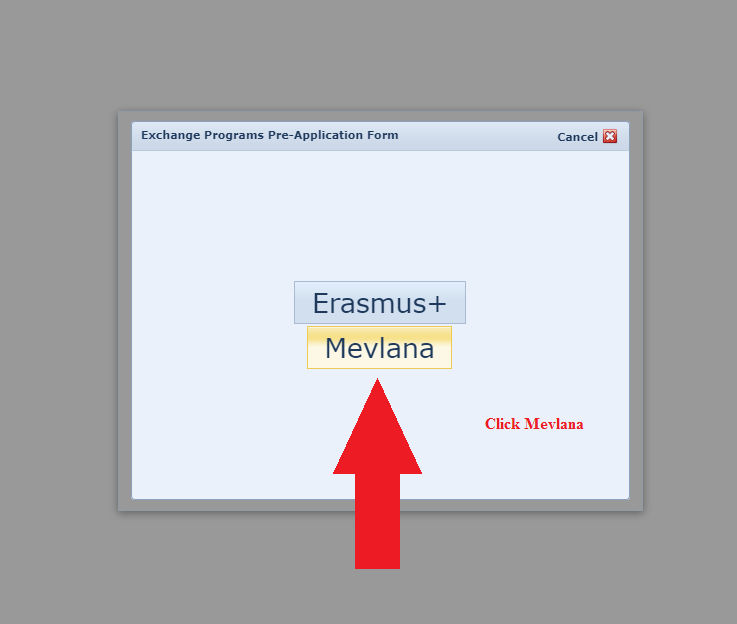 Exchange Programs Pre-Application Form
Cancel
Erasmus+
Mevlana
Click Mevlana